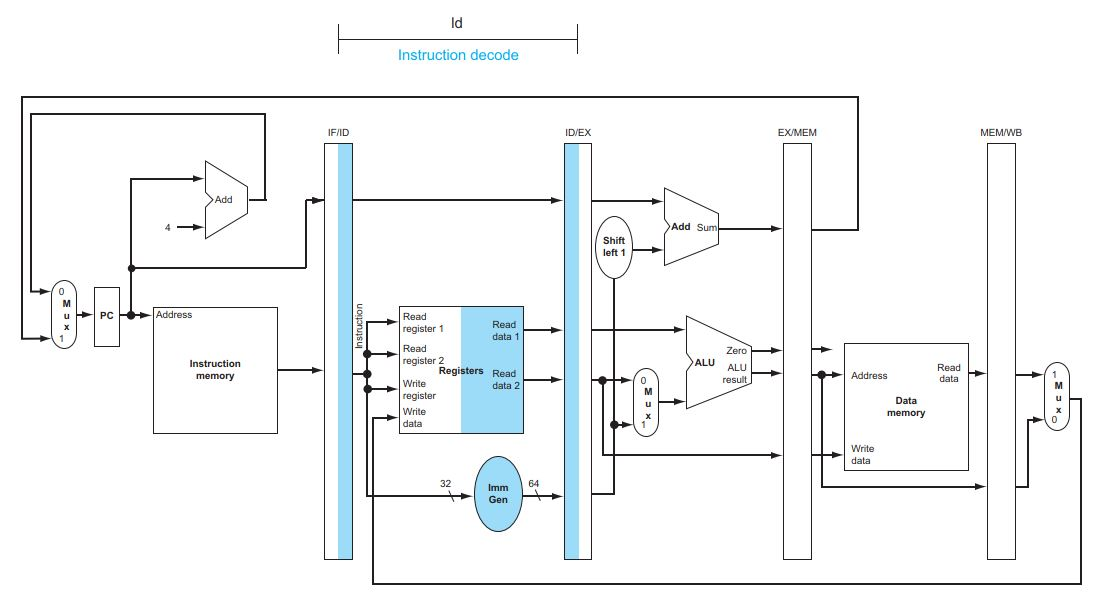 Id
Instruction decode
IF/ID
ID/EX
EX/MEM
MEM/WB
Add
4
Add Sum
Shift
left 1
0
M
u
x
1
PC
Address
Instruction
memory
Instruction
Read
register 1
Read
register 2
Write
register
Write
data
Registers
Read
data 1
Read
data 2
0
M
u
x
1
ALU
Zero
ALU
result
Address
Read
data
Data
memory
Write
data
1
M
u
x
0
32
Imm
Gen
64